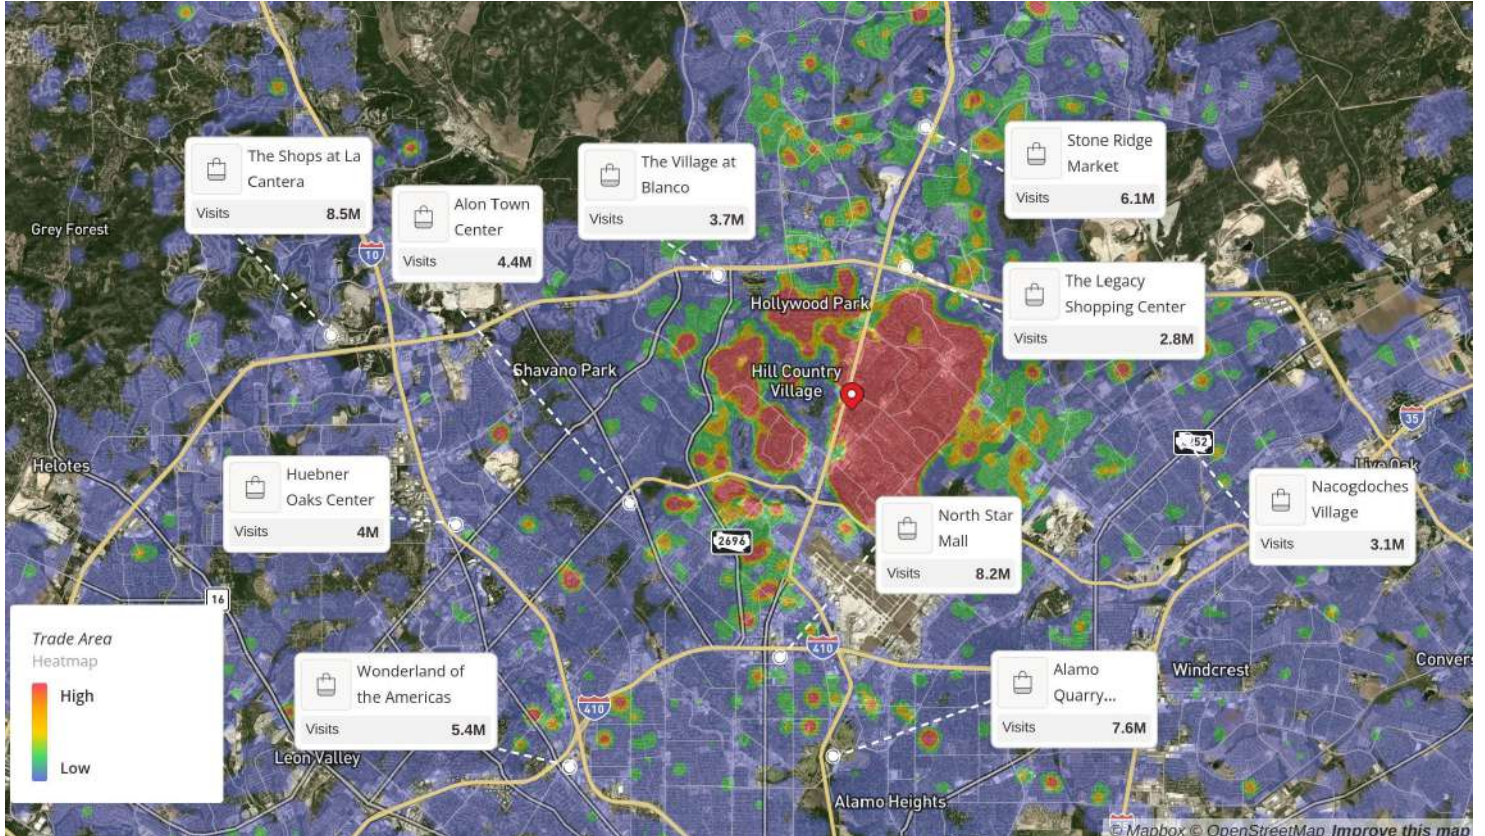 The Shops at La
Cantera
Visits 8.5M
Alon Town
Center
Visits 4.4M
The Village at
Blanco
Visits 3.7M
Stone Ridge
Market
Visits 6.1M
Grey Forest
10
Hollywood Park
The Legacy
Shopping Center
Visits 2.8M
Shavano Park
Hill Country
Village
35
Helotes
Live Oak
Huebner
Oaks Center
Visits 4M
2696
North Star
Mall
Visits 8.2M
Nacogdoches
Village
Visits 3.1M
16
Trade Area
Heatmap
High
Low
410
Wonderland of
the Americas
Visits 5.4M
410
Alamo
Quarry...
Visits 7.6M
Windcrest
Convers
Leon Valley
Alamo Heights
© Mapbox © OpenStreetMap Improve this map